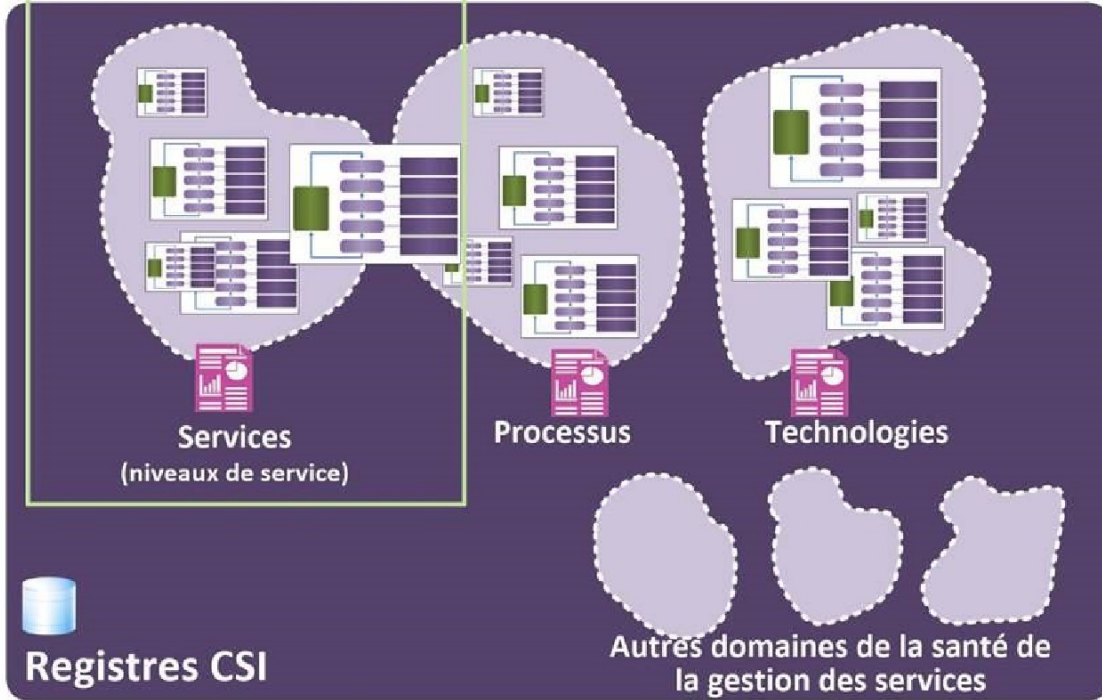 Services
(niveaux de service)
Processus
Technologies
Autres domaines de la santé de
la gestion des services
Registres CSI